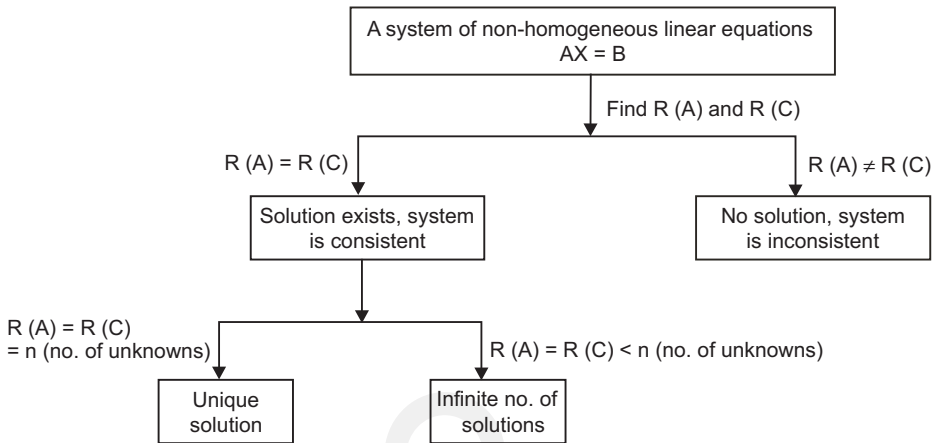 A system of non-homogeneous linear equations
AX = B
Find R (A) and R (C)
R (A) = R (C)
R (A) ≠ R (C)
Solution exists, system
is consistent
No solution, system
is inconsistent
R (A) = R (C)
= n (no. of unknowns)
R (A) = R (C) < n (no. of unknowns)
Unique
solution
Infinite no. of
solutions